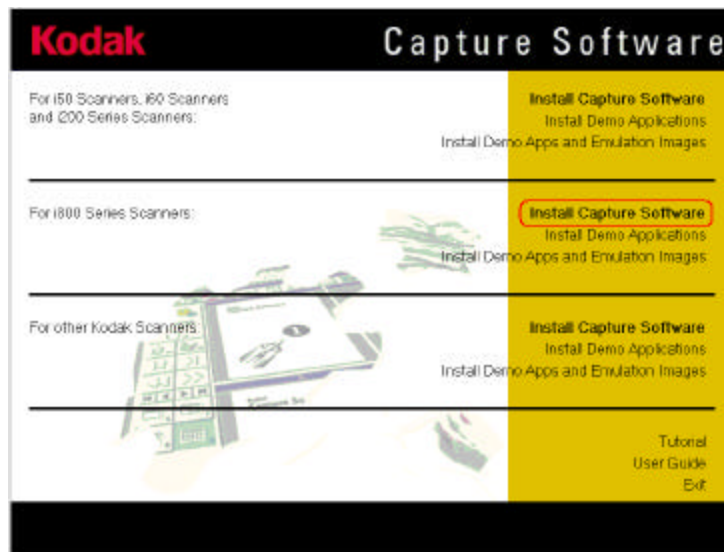 Kodak Capture Software
For i50 Scanners, i60 Scanners
and i200 Series Scanners:
Install Capture Software
Install Demo Applications
Install Demo Apps and Emulation Images
For i800 Series Scanners:
Install Capture Software
Install Demo Applications
Install Demo Apps and Emulation Images
For other Kodak Scanners:
Install Capture Software
Install Demo Applications
Install Demo Apps and Emulation Images
Tutorial
User Guide
Exit